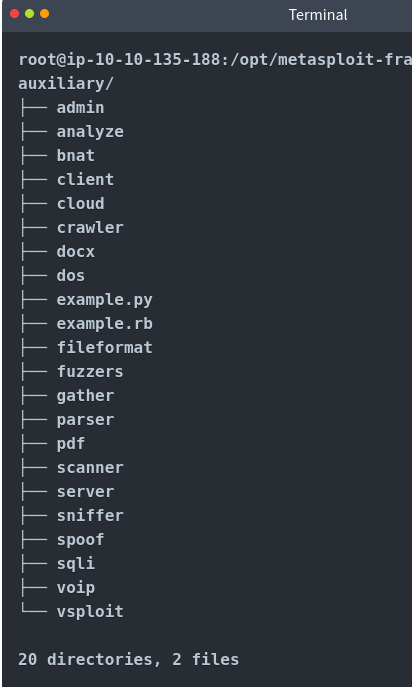 Terminal
root@ip-10-10-135-188:/opt/metasploit-fra
auxiliary/
├── admin
├── analyze
├── bnat
├── client
├── cloud
├── crawler
├── docx
├── dos
├── example.py
├── example.rb
├── fileformat
├── fuzzers
├── gather
├── parser
├── pdf
├── scanner
├── server
├── sniffer
├── spoof
├── sqli
├── voip
└── vsploit
20 directories, 2 files